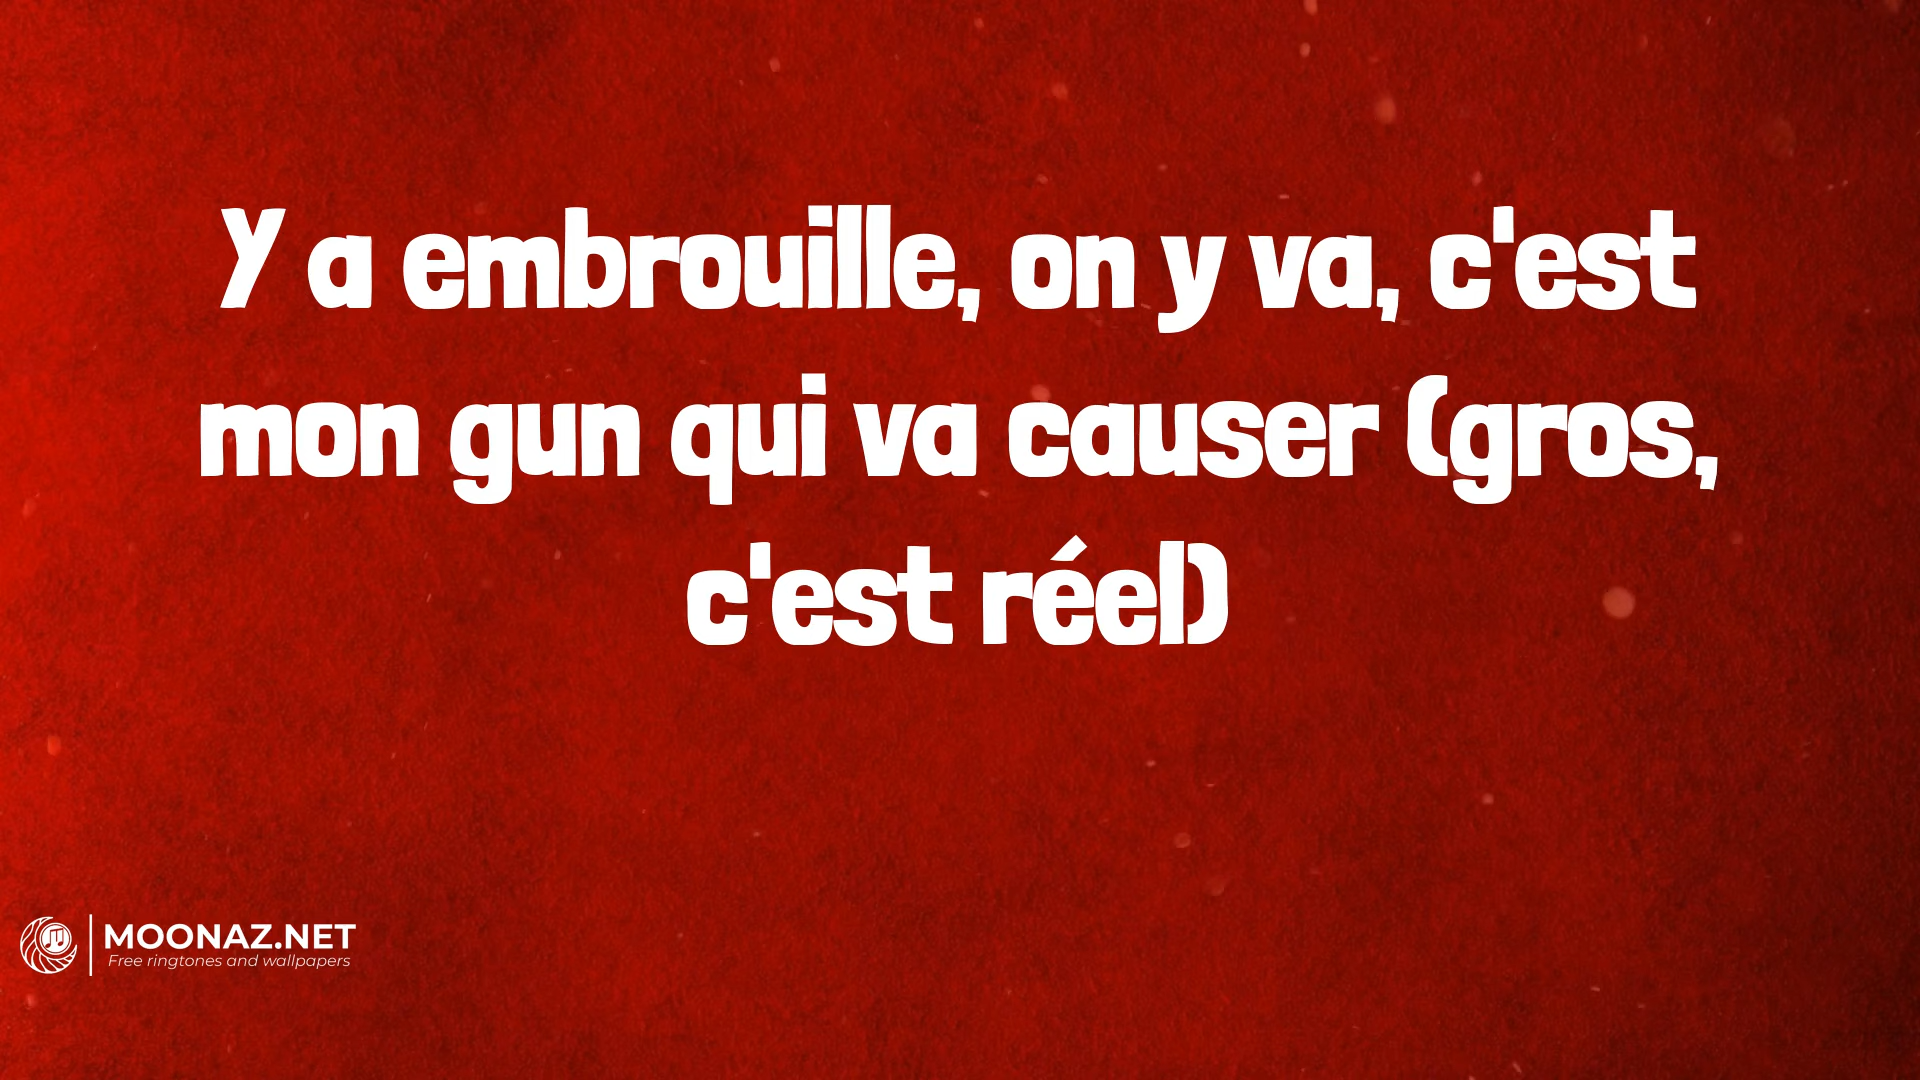 Y a embrouille, on y va, c'est
mon gun qui va causer (gros,
c'est réel)
MOONAZ.NET
Free ringtones and wallpapers